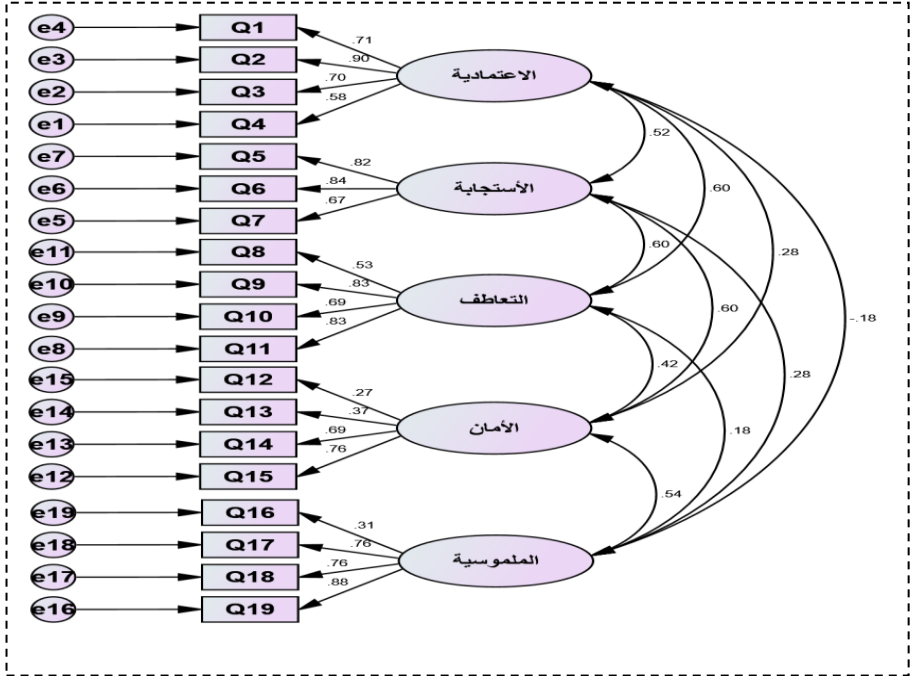 e4 Q1
.71
e3 Q2
.90
الاعتمادية
e2 Q3
.70
e1 Q4
.58
.52
e7 Q5
.82
e6 Q6
.84
الأستجابة
.60
e5 Q7
.67
e11 Q8
.53
.60
.28
e10 Q9
.83
التعاطف
.60
e9 Q10
.69
-.18
e8 Q11
.83
.42
.28
e15 Q12
.27
e14 Q13
.37
الأمان
.18
e13 Q14
.69
e12 Q15
.76
.54
e19 Q16
.31
e18 Q17
.76
الملموسية
e17 Q18
.76
e16 Q19
.88